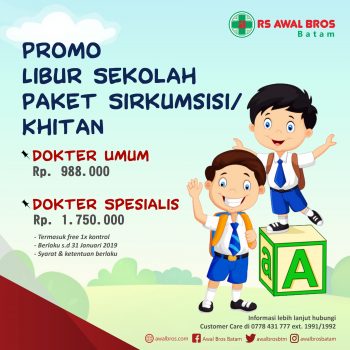 RS AWAL BROS
Batam
PROMO
LIBUR SEKOLAH
PAKET SIRKUMSISI/
KHITAN
DOKTER UMUM
Rp. 988.000
DOKTER SPESIALIS
Rp. 1.750.000
- Termasuk free 1x kontrol
- Berlaku s.d 31 Januari 2019
- Syarat & ketentuan berlaku
a A
Informasi lebih lanjut hubungi
Customer Care di 0778 431 777 ext. 1991/1992
awalbros.com Awal Bros Batam awalbrosbtm awalbrosbatam